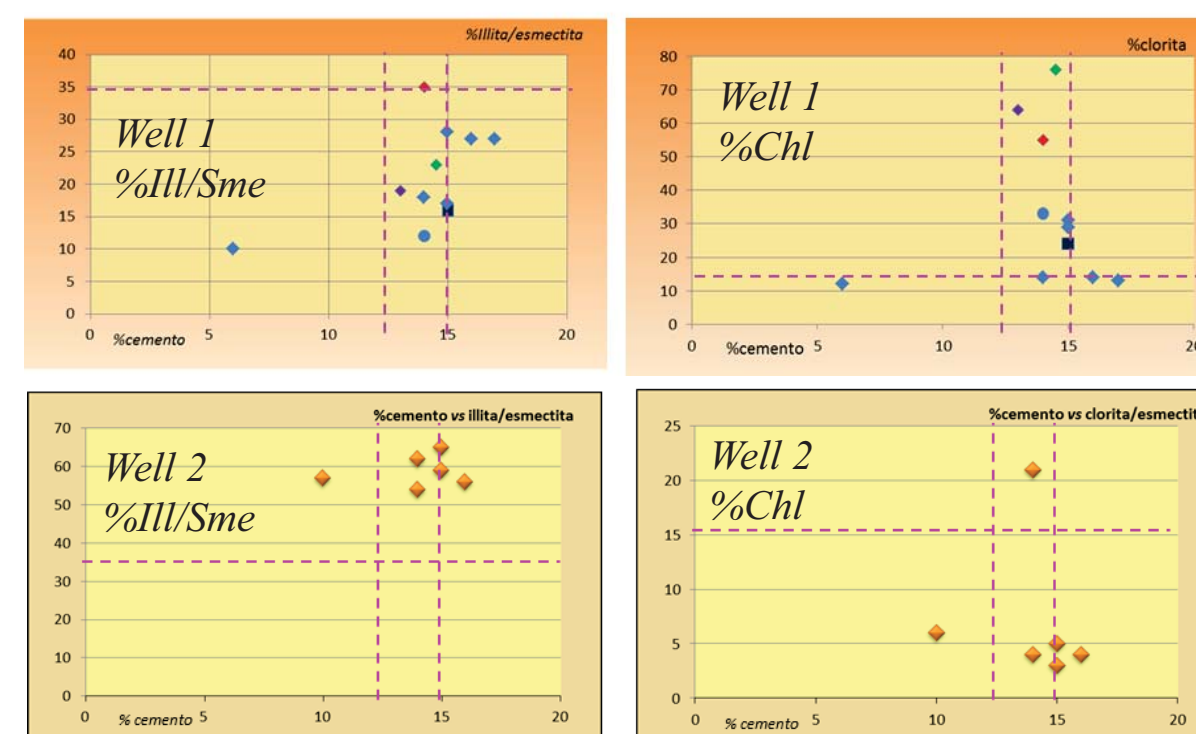 %Illita/esmectita
40
35
30
25
20
15
10
5
0
Well 1
%Ill/Sme
0 5 10 15 20
%cemento
%clorita
80
70
60
50
40
30
20
10
0
Well 1
%Chl
0 5 10 15 20
%cemento
%cemento vs illita/esmectita
70
60
50
40
30
20
10
0
Well 2
%Ill/Sme
0 5 10 15 20
% cemento
%cemento vs clorita/esmectit
25
20
15
10
5
0
Well 2
%Chl
0 5 10 15 20
% cemento